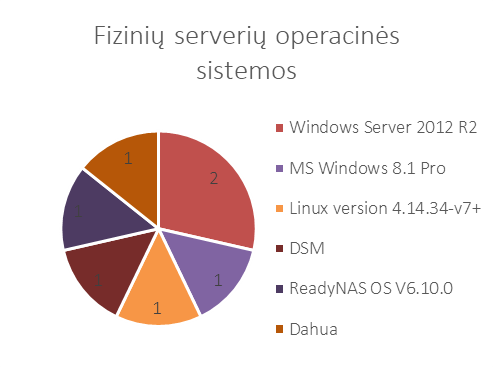 Fizinių serverių operacinės
sistemos
Windows Server 2012 R2
MS Windows 8.1 Pro
Linux version 4.14.34-v7+
DSM
ReadyNAS OS V6.10.0
Dahua
2
1
1
1
1
1